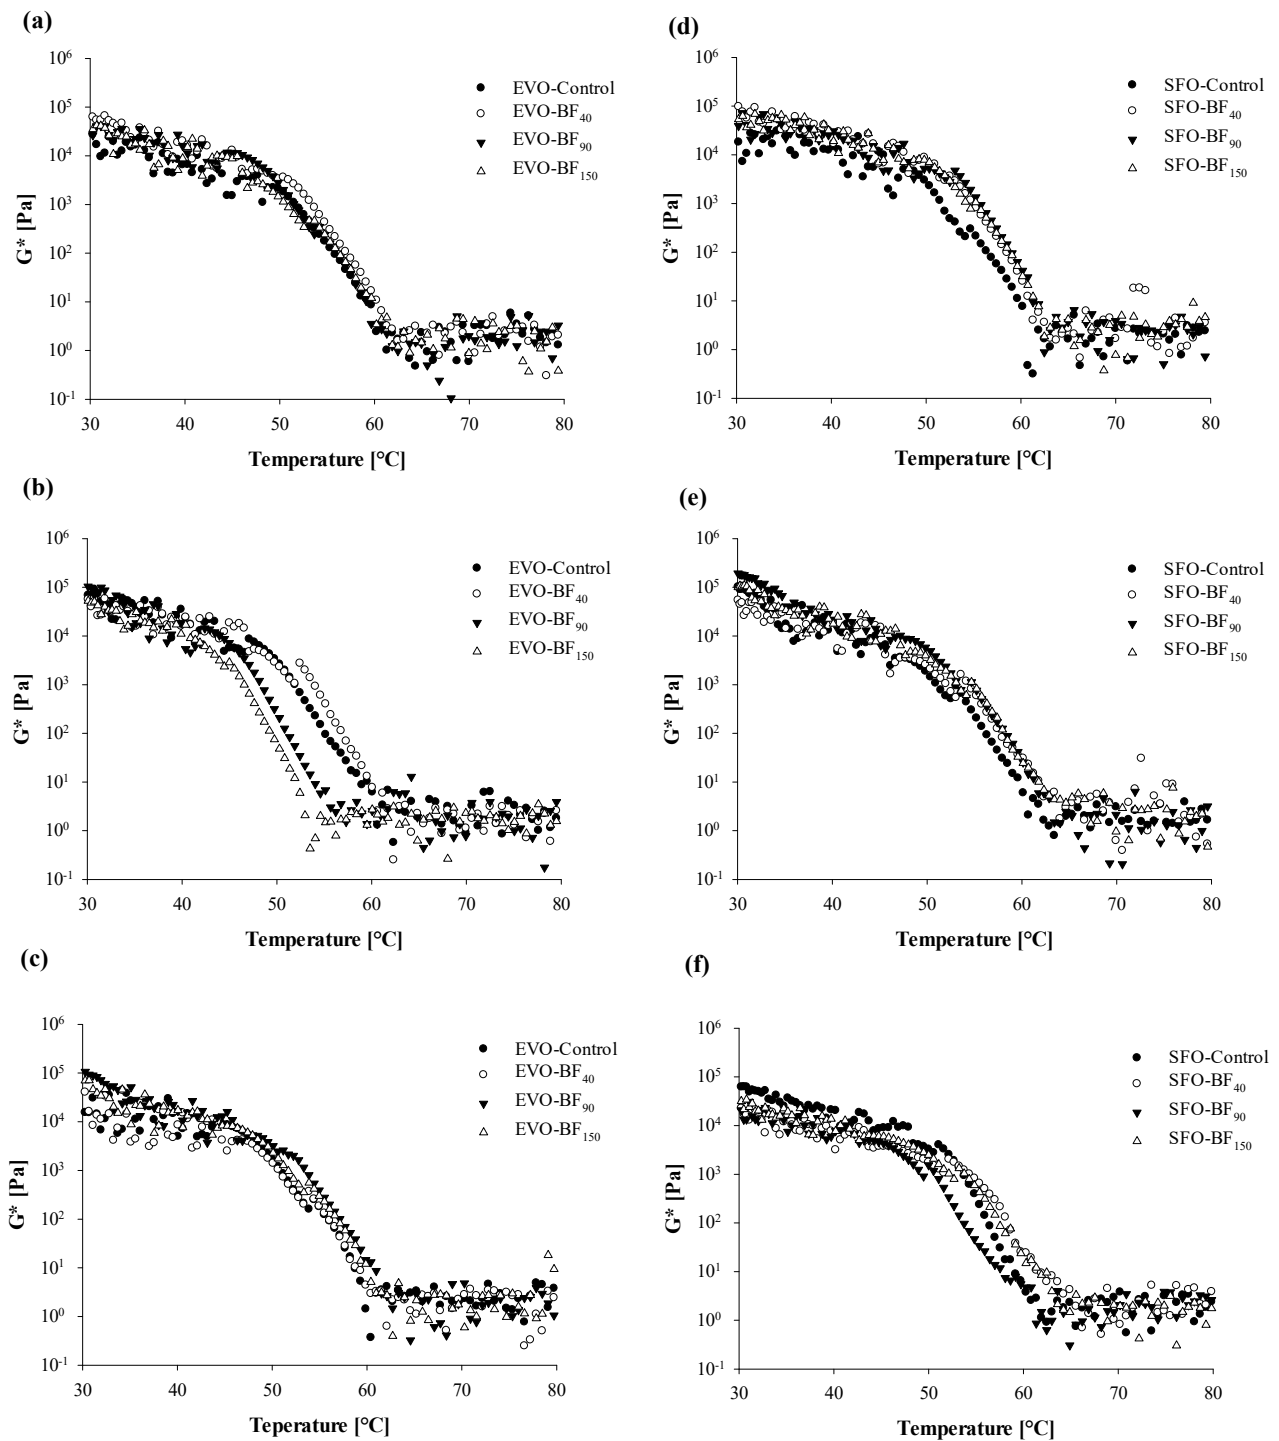 (a)
10⁶
10⁵
10⁴
10³
10²
10¹
10⁰
10⁻¹
G* [Pa]
30 40 50 60 70 80
Temperature [°C]
EVO-Control
EVO-BF₄₀
EVO-BF₉₀
EVO-BF₁₅₀
(d)
10⁶
10⁵
10⁴
10³
10²
10¹
10⁰
10⁻¹
G* [Pa]
30 40 50 60 70 80
Temperature [°C]
SFO-Control
SFO-BF₄₀
SFO-BF₉₀
SFO-BF₁₅₀
(b)
10⁶
10⁵
10⁴
10³
10²
10¹
10⁰
10⁻¹
G* [Pa]
30 40 50 60 70 80
Temperature [°C]
EVO-Control
EVO-BF₄₀
EVO-BF₉₀
EVO-BF₁₅₀
(e)
10⁶
10⁵
10⁴
10³
10²
10¹
10⁰
10⁻¹
G* [Pa]
30 40 50 60 70 80
Temperature [°C]
SFO-Control
SFO-BF₄₀
SFO-BF₉₀
SFO-BF₁₅₀
(c)
10⁶
10⁵
10⁴
10³
10²
10¹
10⁰
10⁻¹
G* [Pa]
30 40 50 60 70 80
Teperature [°C]
EVO-Control
EVO-BF₄₀
EVO-BF₉₀
EVO-BF₁₅₀
(f)
10⁶
10⁵
10⁴
10³
10²
10¹
10⁰
10⁻¹
G* [Pa]
30 40 50 60 70 80
Temperature [°C]
SFO-Control
SFO-BF₄₀
SFO-BF₉₀
SFO-BF₁₅₀